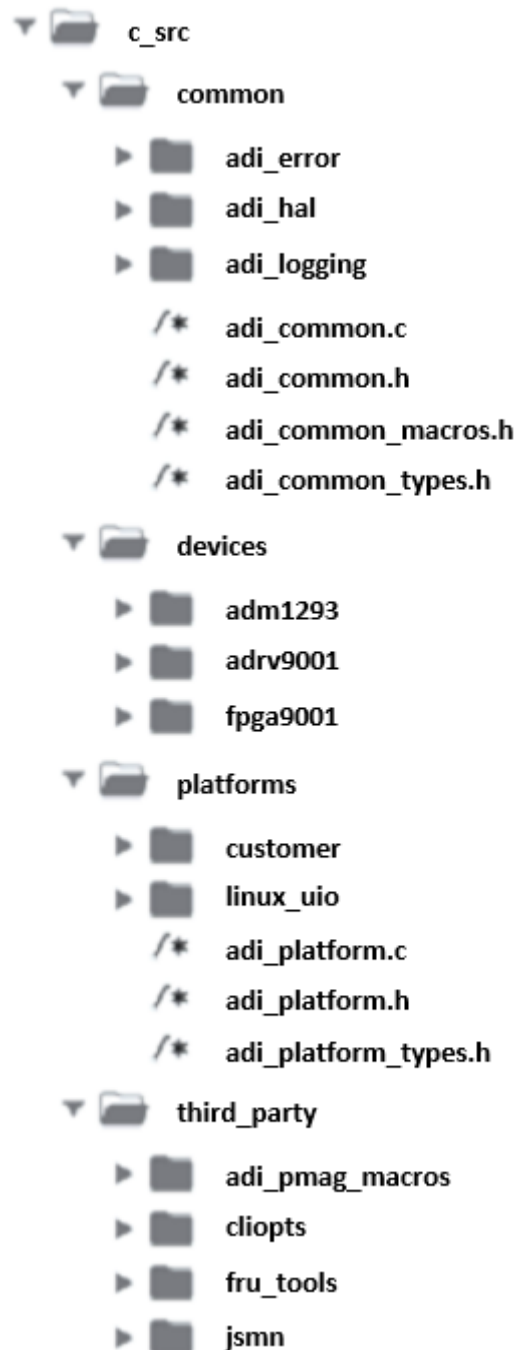 c_src
common
adi_error
adi_hal
adi_logging
/* adi_common.c
/* adi_common.h
/* adi_common_macros.h
/* adi_common_types.h
devices
adm1293
adrv9001
fpga9001
platforms
customer
linux_uio
/* adi_platform.c
/* adi_platform.h
/* adi_platform_types.h
third_party
adi_pmag_macros
cliopts
fru_tools
jsmn